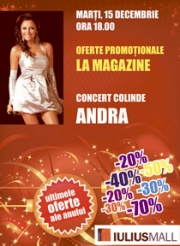 MARȚI, 15 DECEMBRIE
ORA 18.00
OFERTE PROMOȚIONALE
LA MAGAZINE
CONCERT COLINDE
ANDRA
ultimele
oferte
ale anului
-20%
-40% -50%
-20% -30%
-30% -70%
IULIUSMALL